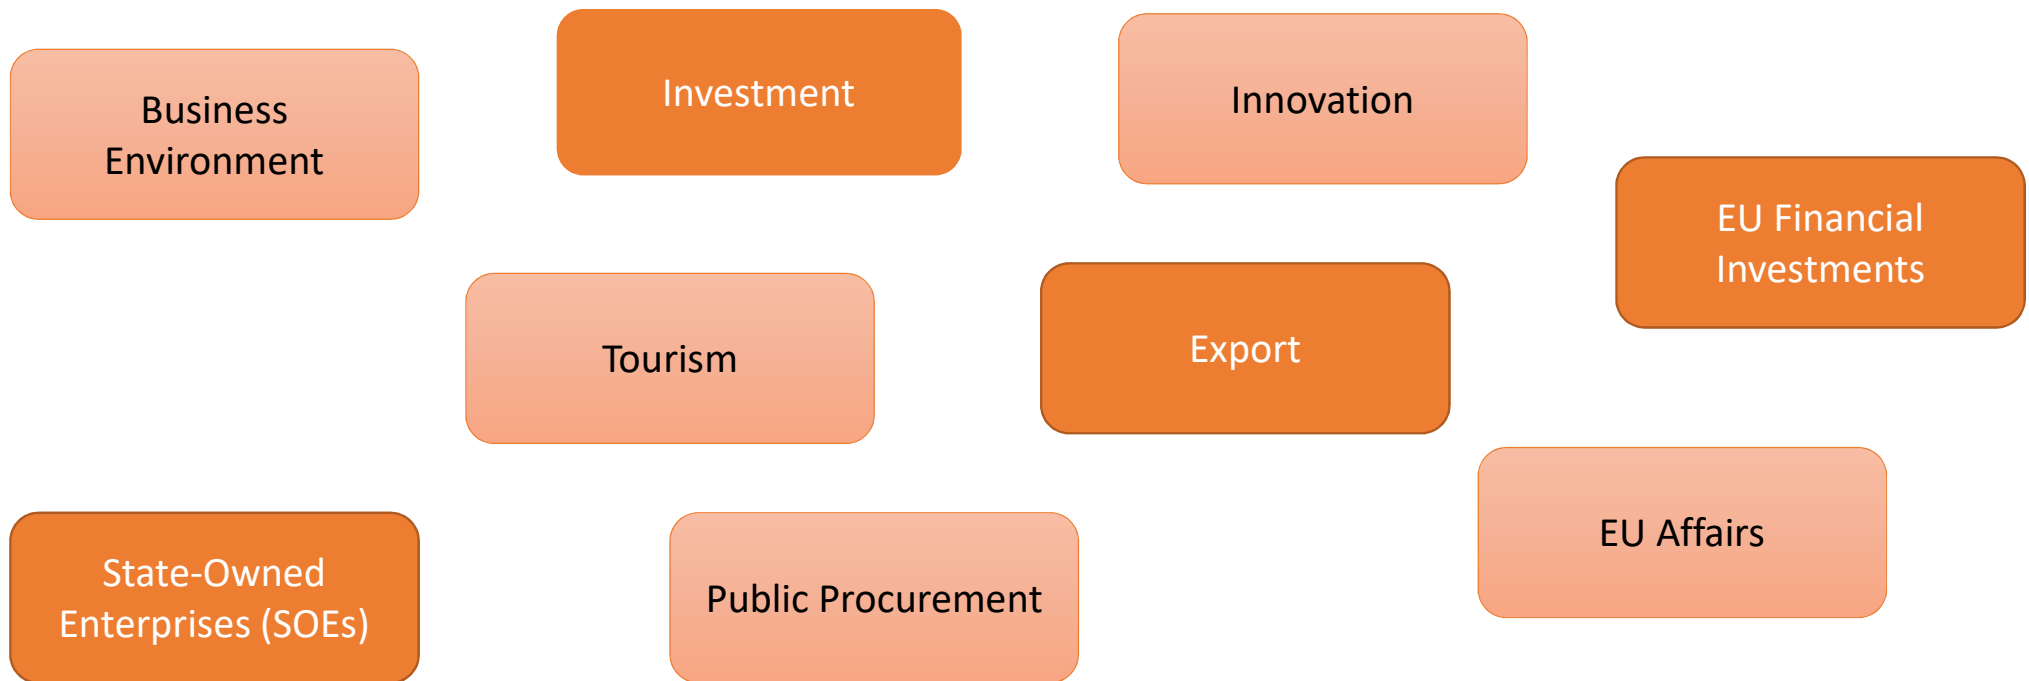 Business
Environment
Investment
Innovation
EU Financial
Investments
Tourism
Export
EU Affairs
State-Owned
Enterprises (SOEs)
Public Procurement